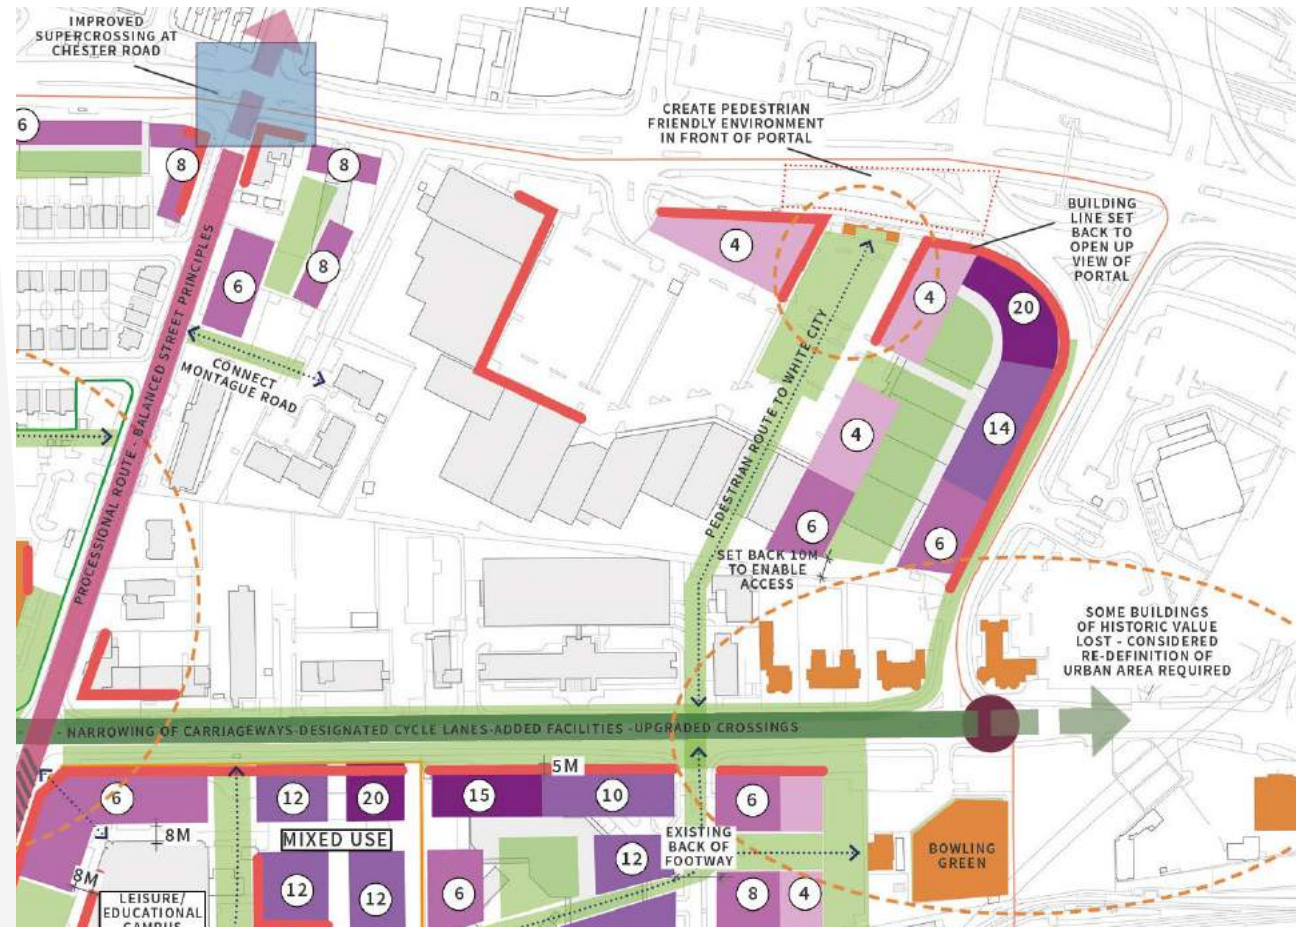 IMPROVED
SUPERCROSSING AT
CHESTER ROAD
CREATE PEDESTRIAN
FRIENDLY ENVIRONMENT
IN FRONT OF PORTAL
BUILDING
LINE SET
BACK TO
OPEN UP
VIEW OF
PORTAL
6
8
8
8
6
4
4
20
14
4
6
6
CONNECT
MONTAGUE ROAD
PROCESSIONAL ROUTE - BALANCED STREET PRINCIPLES
PEDESTRIAN ROUTE TO WHITE CITY
SET BACK 10M
TO ENABLE
ACCESS
SOME BUILDINGS
OF HISTORIC VALUE
LOST - CONSIDERED
RE-DEFINITION OF
URBAN AREA REQUIRED
- NARROWING OF CARRIAGEWAYS-DESIGNATED CYCLE LANES-ADDED FACILITIES -UPGRADED CROSSINGS
5M
6
12
20
15
10
6
8M
MIXED USE
EXISTING
BACK OF
FOOTWAY
BOWLING
GREEN
8M
12
12
12
6
8
4
LEISURE/
EDUCATIONAL
CAMPUS